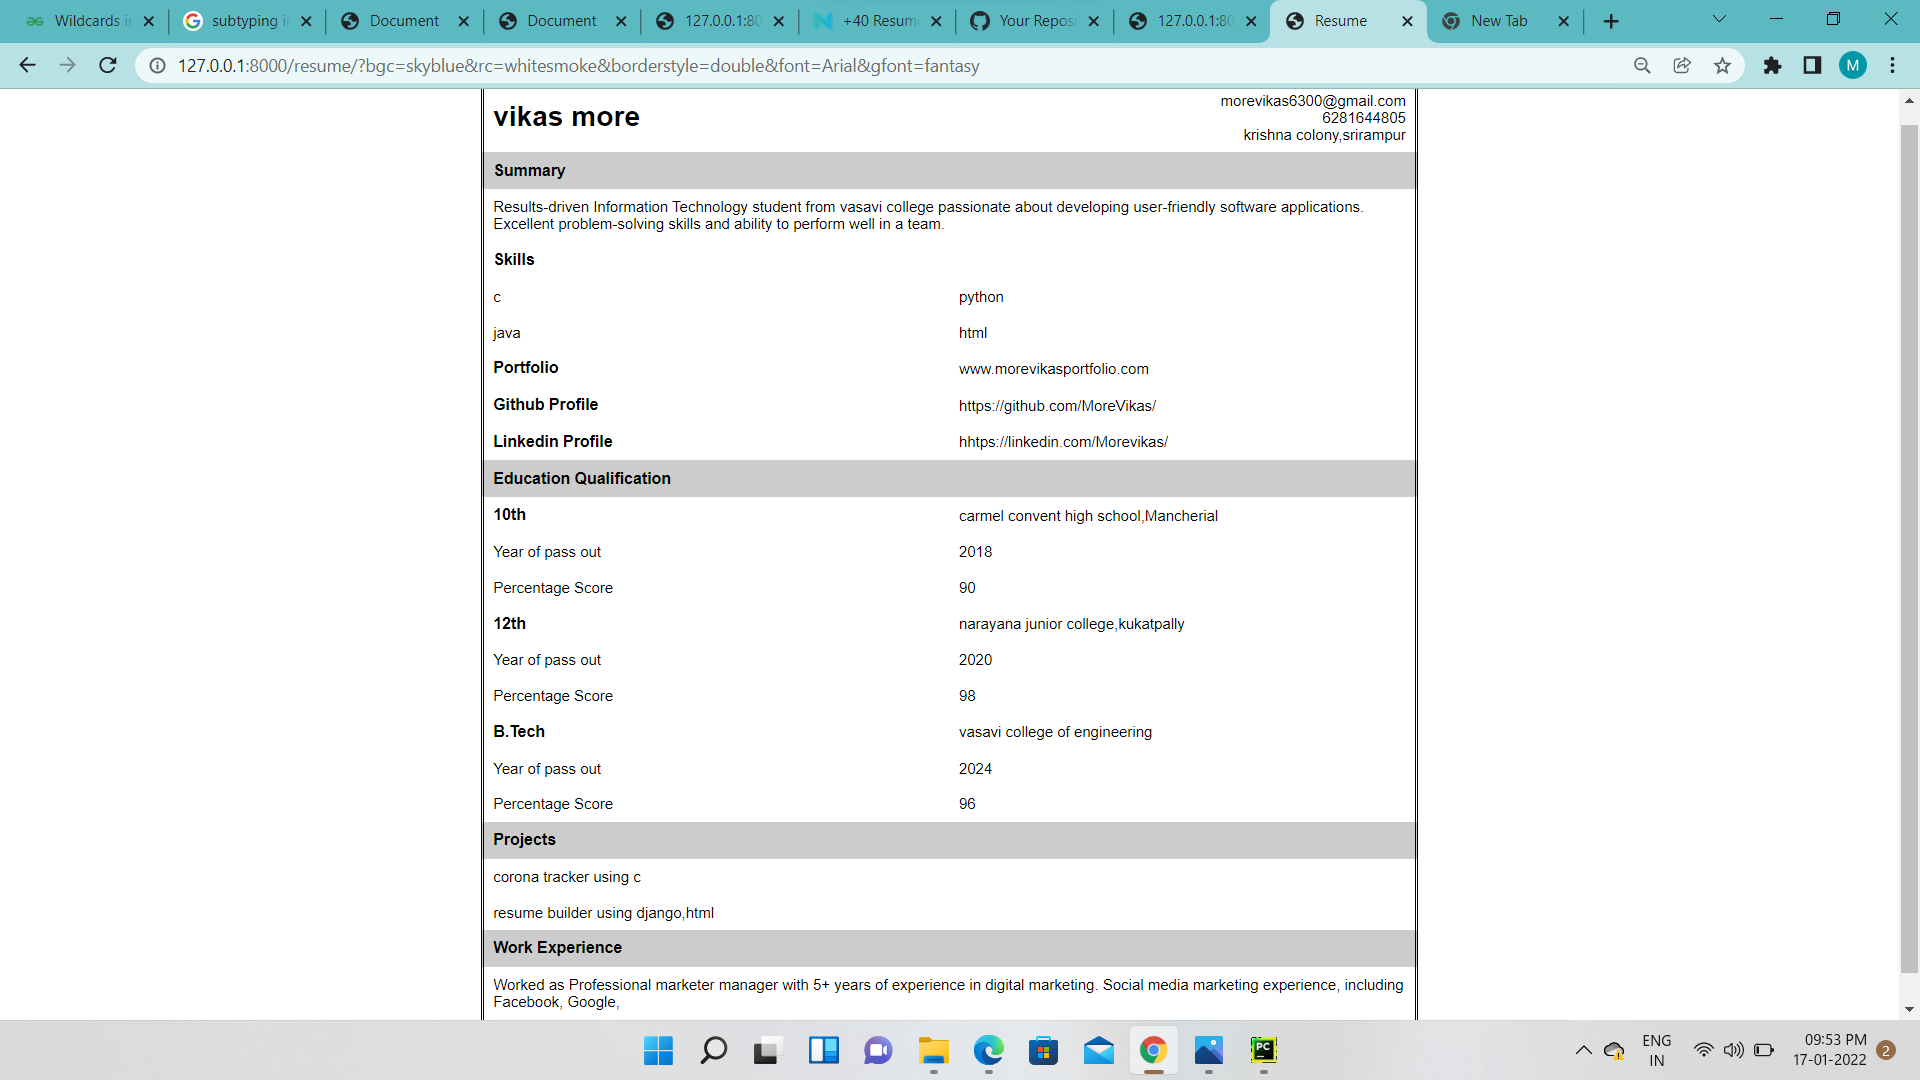 Wildcards in
subtyping in
Document
Document
127.0.0.1:80
+40 Resume
Your Reposi
127.0.0.1:80
Resume
New Tab
127.0.0.1:8000/resume/?bgc=skyblue&rc=whitesmoke&borderstyle=double&font=Arial&gfont=fantasy
M
vikas more
morevikas6300@gmail.com
6281644805
krishna colony,srirampur
Summary
Results-driven Information Technology student from vasavi college passionate about developing user-friendly software applications.
Excellent problem-solving skills and ability to perform well in a team.
Skills
c python
java html
Portfolio www.morevikasportfolio.com
Github Profile https://github.com/MoreVikas/
Linkedin Profile hhtps://linkedin.com/Morevikas/
Education Qualification
10th carmel convent high school,Mancherial
Year of pass out 2018
Percentage Score 90
12th narayana junior college,kukatpally
Year of pass out 2020
Percentage Score 98
B.Tech vasavi college of engineering
Year of pass out 2024
Percentage Score 96
Projects
corona tracker using c
resume builder using django,html
Work Experience
Worked as Professional marketer manager with 5+ years of experience in digital marketing. Social media marketing experience, including
Facebook, Google,
PC
ENG
IN
09:53 PM
17-01-2022
2